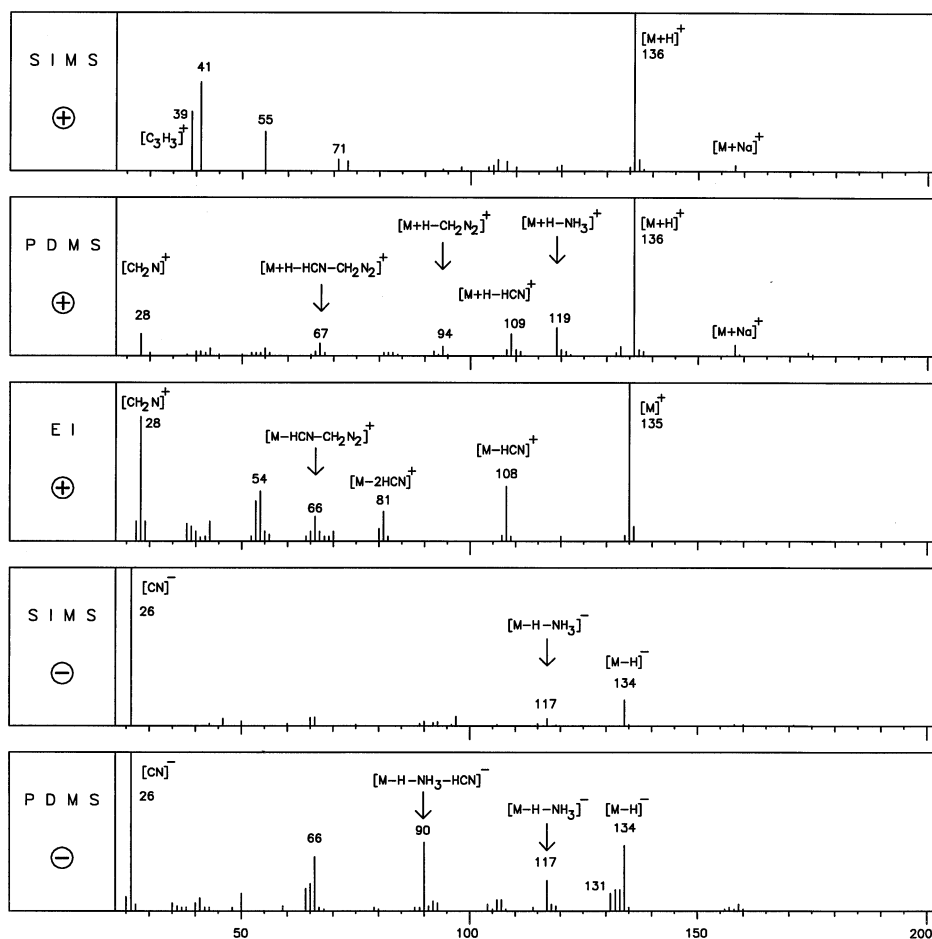 SIMS
⊕
[C3H3]+
39
41
55
71
[M+H]+
136
[M+Na]+
PDMS
⊕
[CH2N]+
28
[M+H-HCN-CH2N2]+
67
[M+H-CH2N2]+
94
[M+H-HCN]+
109
[M+H-NH3]+
119
[M+H]+
136
[M+Na]+
EI
⊕
[CH2N]+
28
54
[M-HCN-CH2N2]+
66
[M-2HCN]+
81
[M-HCN]+
108
[M]+
135
SIMS
⊖
[CN]-
26
[M-H-NH3]-
117
[M-H]-
134
PDMS
⊖
[CN]-
26
66
[M-H-NH3-HCN]-
90
[M-H-NH3]-
117
131
[M-H]-
134
50 100 150 200